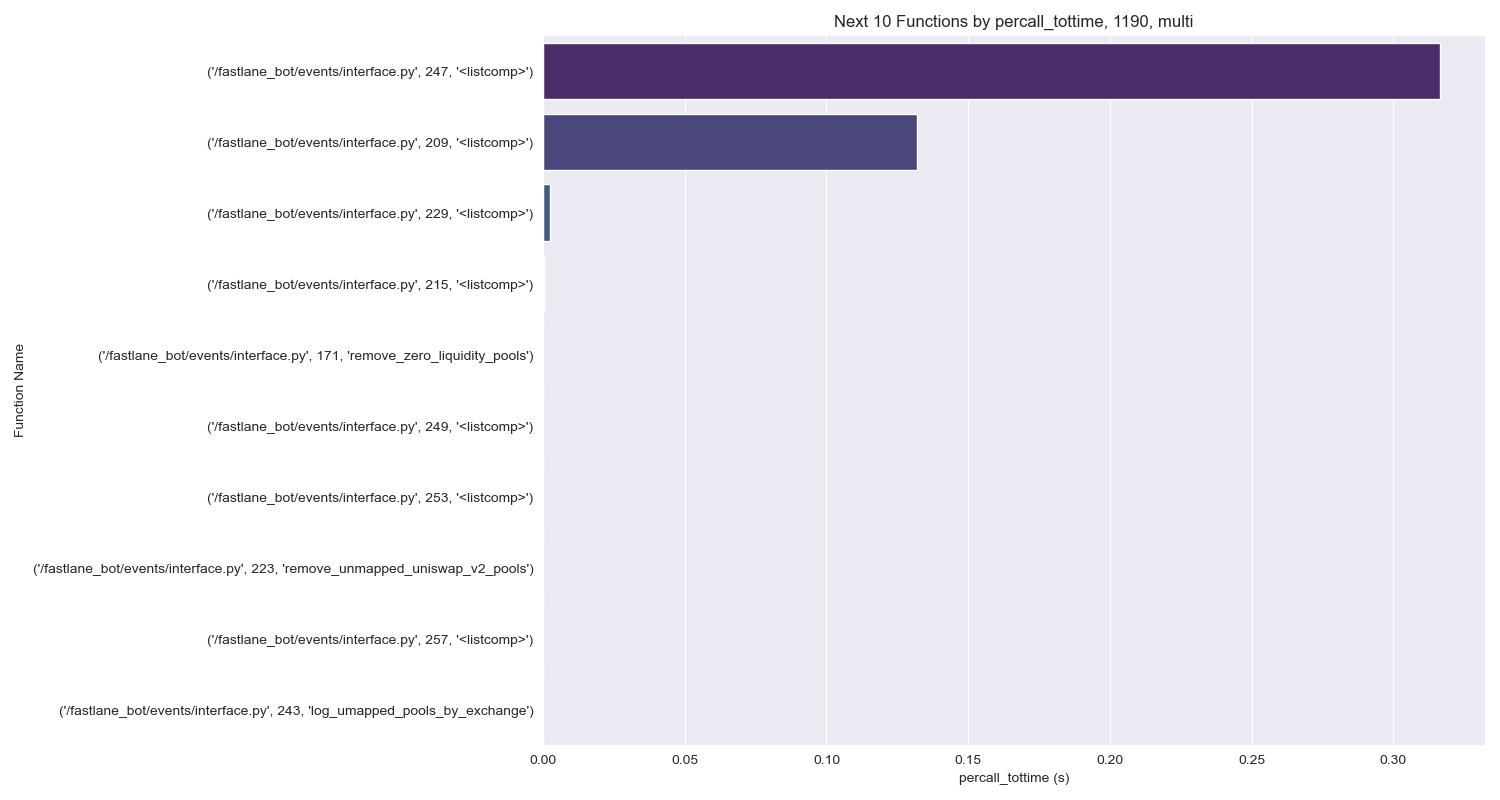 Next 10 Functions by percall_tottime, 1190, multi
('/fastlane_bot/events/interface.py', 247, '<listcomp>')
('/fastlane_bot/events/interface.py', 209, '<listcomp>')
('/fastlane_bot/events/interface.py', 229, '<listcomp>')
('/fastlane_bot/events/interface.py', 215, '<listcomp>')
('/fastlane_bot/events/interface.py', 171, 'remove_zero_liquidity_pools')
('/fastlane_bot/events/interface.py', 249, '<listcomp>')
('/fastlane_bot/events/interface.py', 253, '<listcomp>')
('/fastlane_bot/events/interface.py', 223, 'remove_unmapped_uniswap_v2_pools')
('/fastlane_bot/events/interface.py', 257, '<listcomp>')
('/fastlane_bot/events/interface.py', 243, 'log_umapped_pools_by_exchange')
Function Name
0.00 0.05 0.10 0.15 0.20 0.25 0.30
percall_tottime (s)